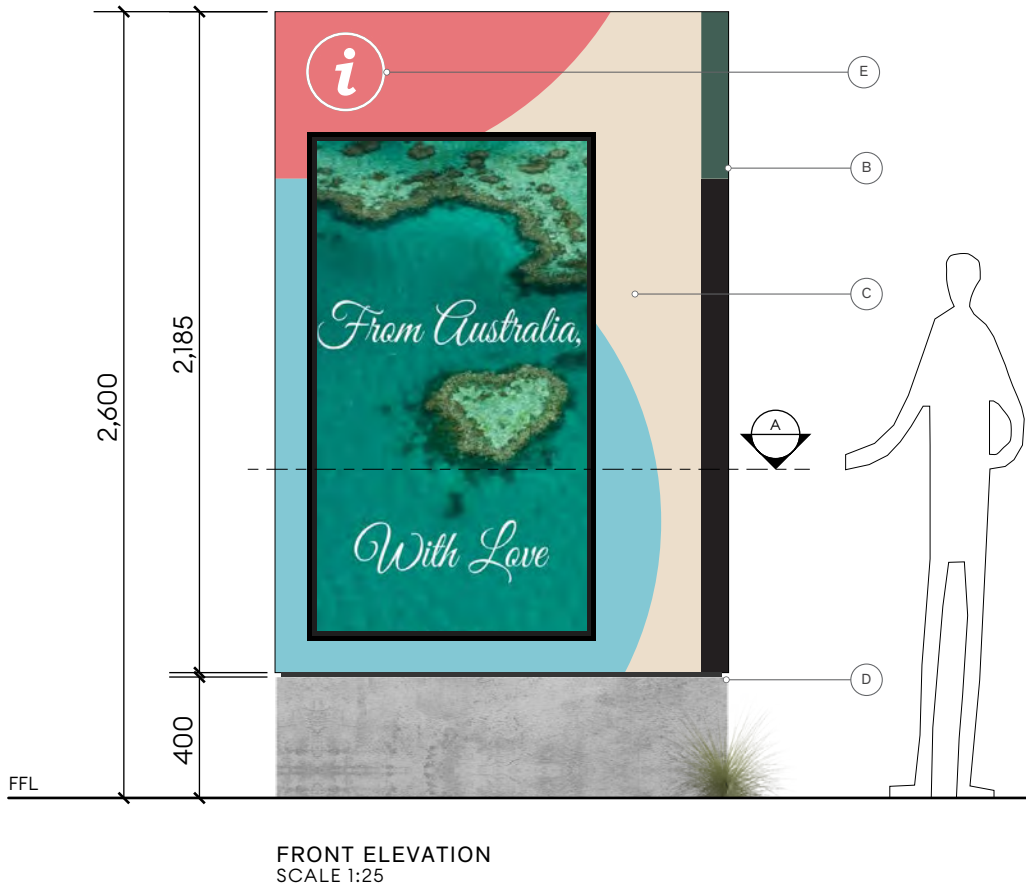 i
E
B
C
From Australia,
2,185
2,600
A
With Love
D
400
FFL
FRONT ELEVATION
SCALE 1:25